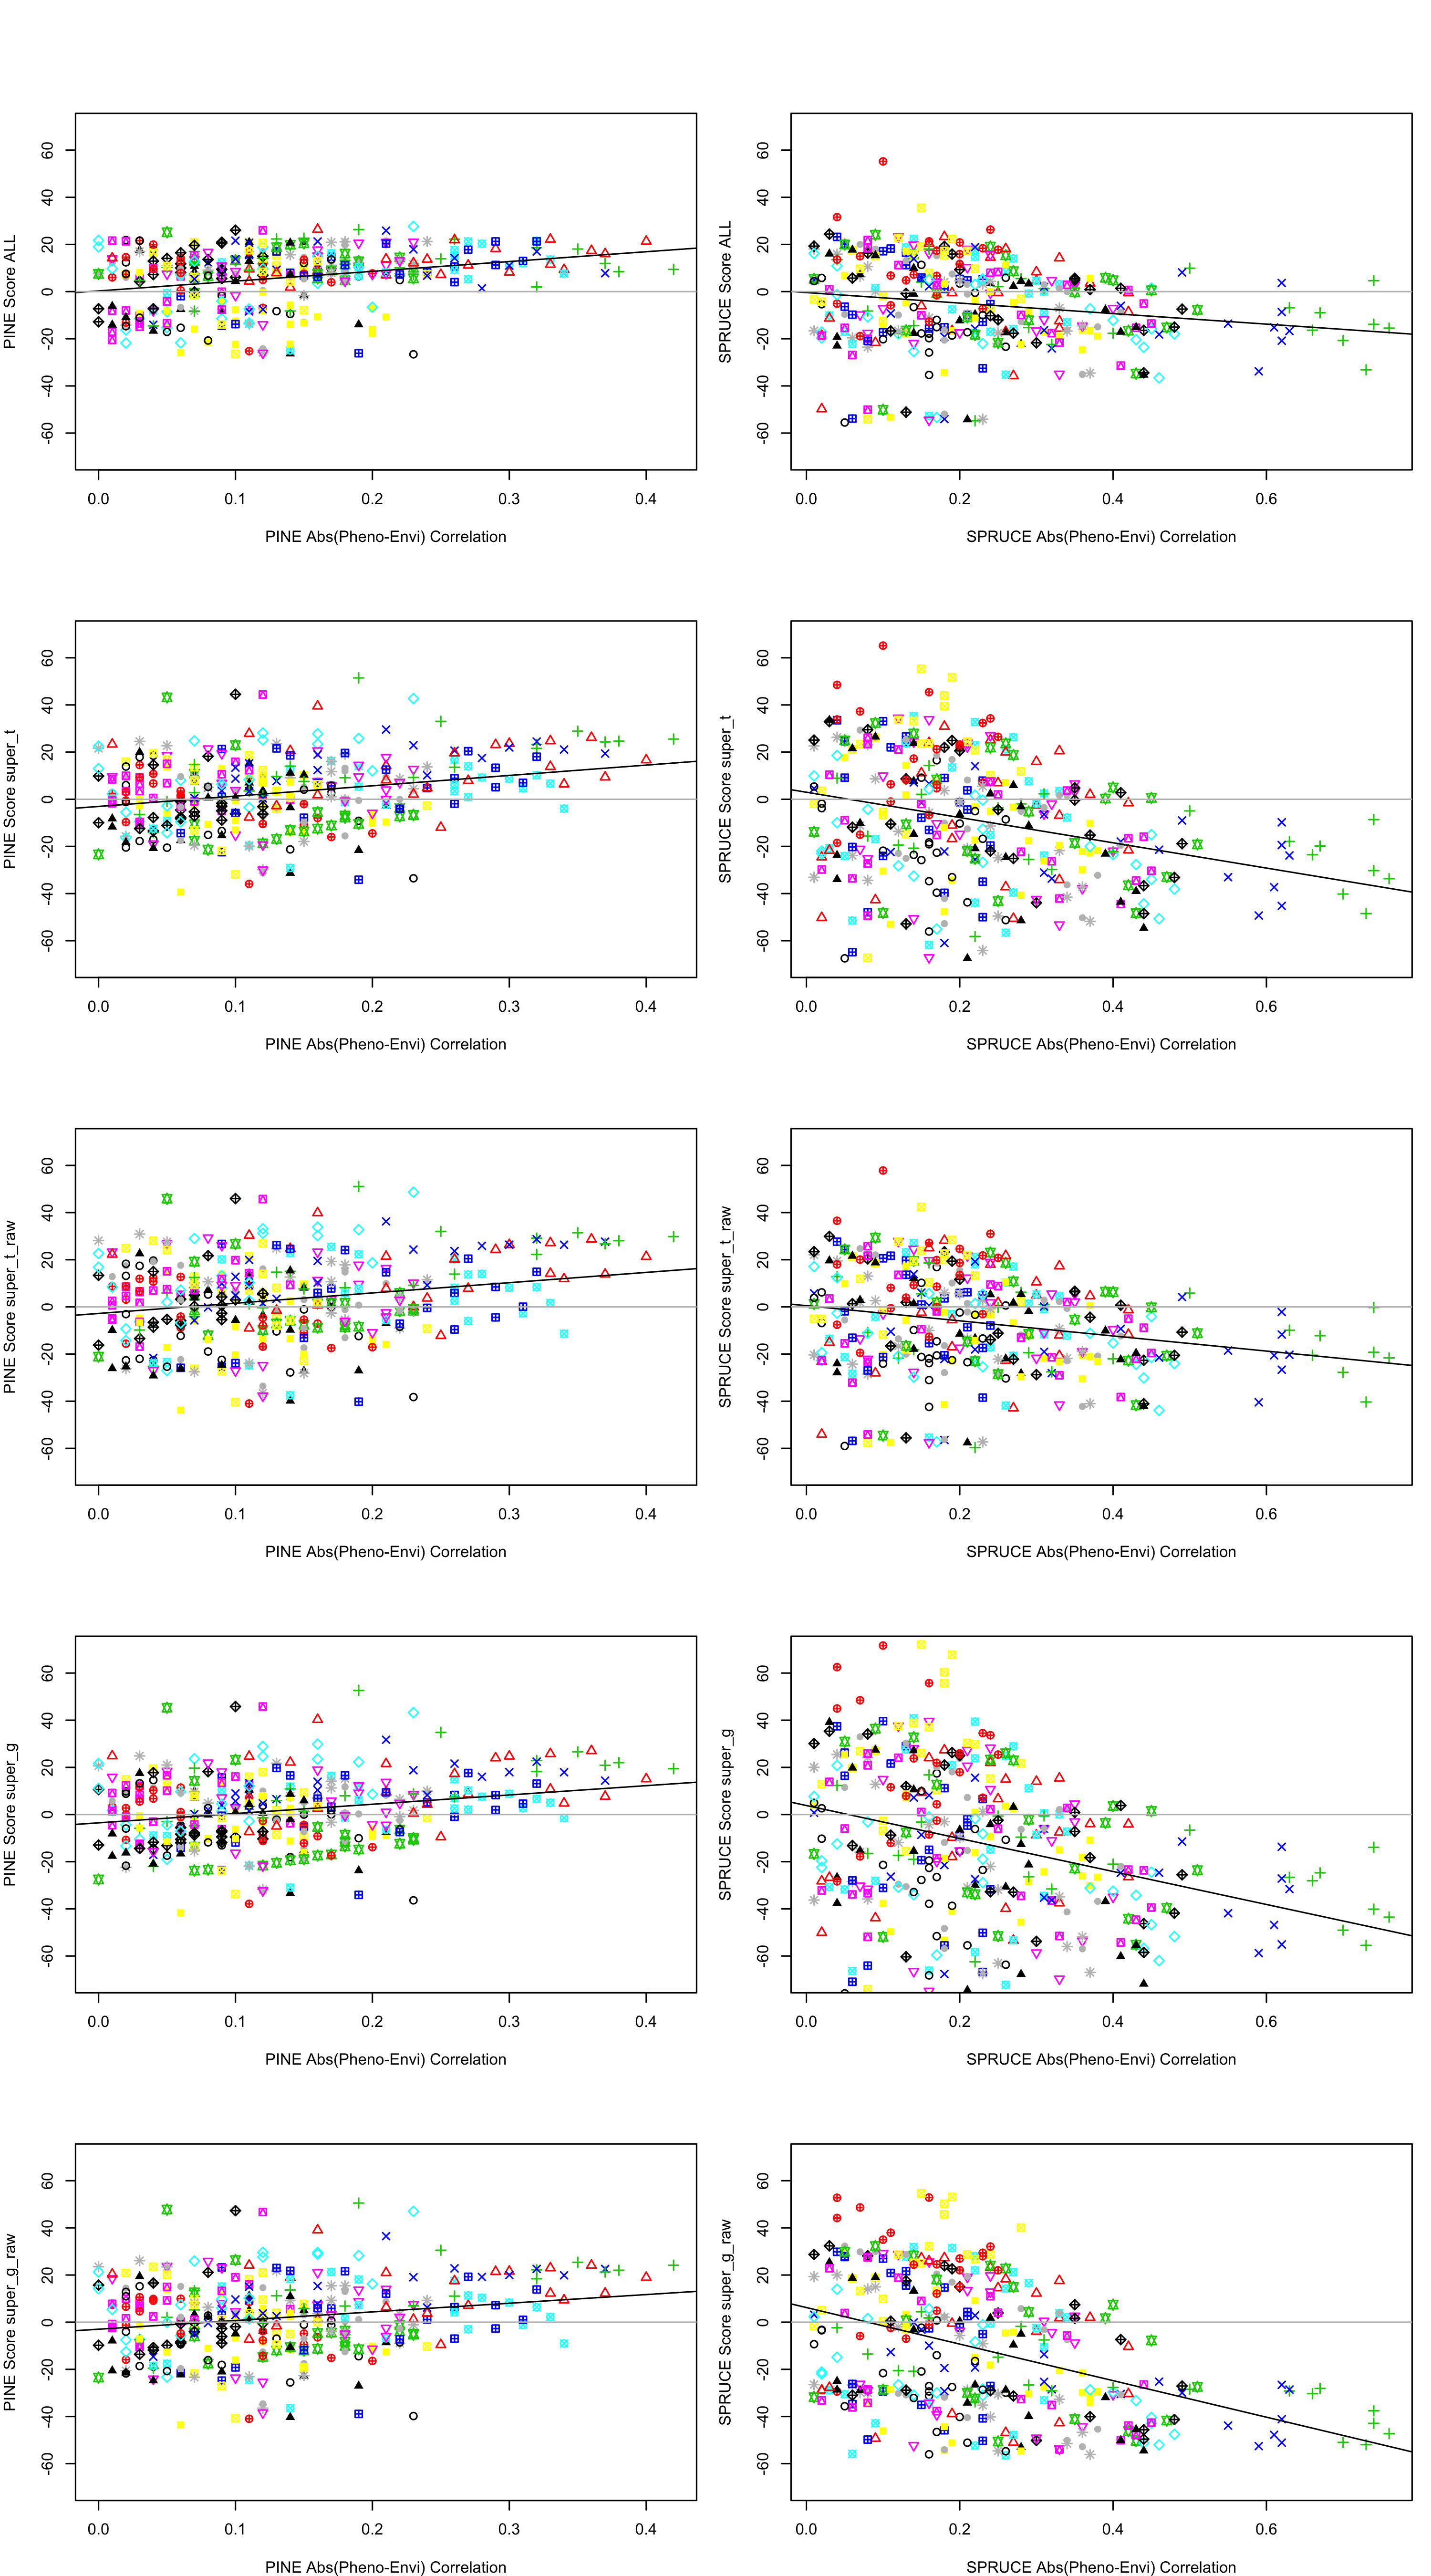 PINE Score ALL
60
40
20
0
-20
-40
-60
0.0 0.1 0.2 0.3 0.4
PINE Abs(Pheno-Envi) Correlation
SPRUCE Score ALL
60
40
20
0
-20
-40
-60
0.0 0.2 0.4 0.6
SPRUCE Abs(Pheno-Envi) Correlation
PINE Score super_t
60
40
20
0
-20
-40
-60
0.0 0.1 0.2 0.3 0.4
PINE Abs(Pheno-Envi) Correlation
SPRUCE Score super_t
60
40
20
0
-20
-40
-60
0.0 0.2 0.4 0.6
SPRUCE Abs(Pheno-Envi) Correlation
PINE Score super_t_raw
60
40
20
0
-20
-40
-60
0.0 0.1 0.2 0.3 0.4
PINE Abs(Pheno-Envi) Correlation
SPRUCE Score super_t_raw
60
40
20
0
-20
-40
-60
0.0 0.2 0.4 0.6
SPRUCE Abs(Pheno-Envi) Correlation
PINE Score super_g
60
40
20
0
-20
-40
-60
0.0 0.1 0.2 0.3 0.4
PINE Abs(Pheno-Envi) Correlation
SPRUCE Score super_g
60
40
20
0
-20
-40
-60
0.0 0.2 0.4 0.6
SPRUCE Abs(Pheno-Envi) Correlation
PINE Score super_g_raw
60
40
20
0
-20
-40
-60
0.0 0.1 0.2 0.3 0.4
PINE Abs(Pheno-Envi) Correlation
SPRUCE Score super_g_raw
60
40
20
0
-20
-40
-60
0.0 0.2 0.4 0.6
SPRUCE Abs(Pheno-Envi) Correlation